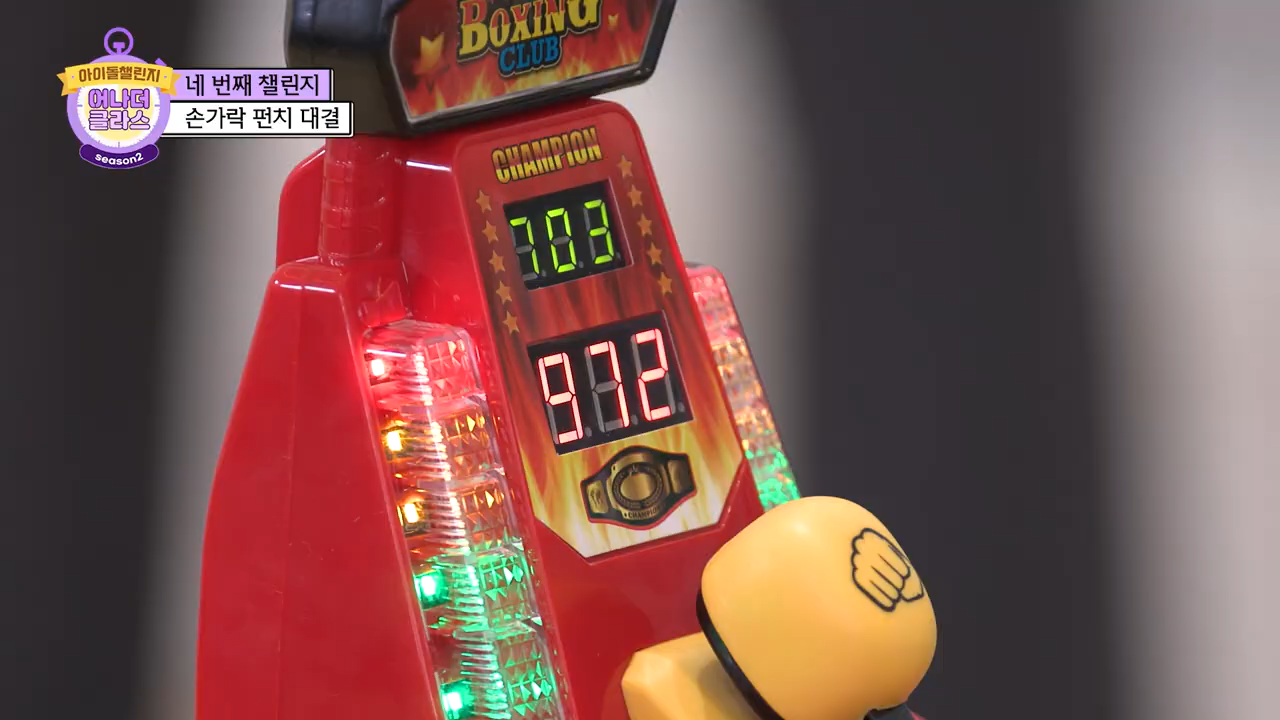 아이돌챌린지
어나더
클라스
season2
네 번째 챌린지
손가락 펀치 대결
BOXING
CLUB
CHAMPION
703
972
CHAMPION